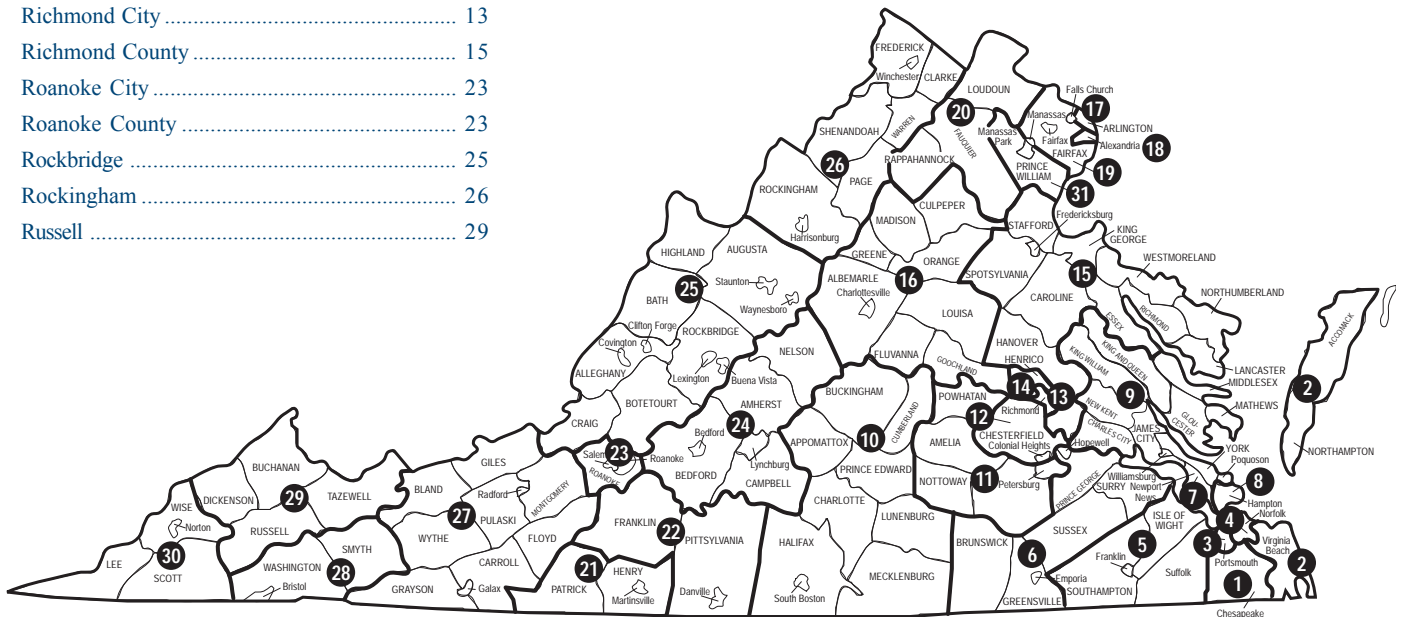 Richmond City ............................................................ 13
Richmond County ...................................................... 15
Roanoke City ............................................................. 23
Roanoke County ........................................................ 23
Rockbridge ................................................................ 25
Rockingham .............................................................. 26
Russell ....................................................................... 29
FREDERICK
Winchester
CLARKE
LOUDOUN
Falls Church
17
20
Manassas
ARLINGTON
SHENANDOAH
WARREN
FAUQUIER
Manassas
Park
Fairfax
Alexandria
18
FAIRFAX
26
RAPPAHANNOCK
PRINCE
WILLIAM
19
ROCKINGHAM
PAGE
31
CULPEPER
Fredericksburg
MADISON
STAFFORD
Harrisonburg
KING
GEORGE
HIGHLAND
AUGUSTA
GREENE
ORANGE
WESTMORELAND
SPOTSYLVANIA
15
Staunton
ALBEMARLE
16
25
BATH
Charlottesville
CAROLINE
NORTHUMBERLAND
Waynesboro
ESSEX
RICHMOND
ACCOMACK
LOUISA
Clifton Forge
ROCKBRIDGE
Covington
HANOVER
NELSON
FLUVANNA
GOOCHLAND
HENRICO
KING WILLIAM
KING AND QUEEN
LANCASTER
ALLEGHANY
Lexington
Buena Vista
MIDDLESEX
BUCKINGHAM
14
2
POWHATAN
13
9
BOTETOURT
AMHERST
CUMBERLAND
Richmond
NEW KENT
MATHEWS
CRAIG
24
12
GLOU-
CESTER
Bedford
CHESTERFIELD
CHARLES CITY
JAMES
CITY
APPOMATTOX
10
AMELIA
Colonial Heights
Hopewell
23
Salem
Roanoke
YORK
NORTHAMPTON
Lynchburg
Poquoson
ROANOKE
BEDFORD
PRINCE EDWARD
BUCHANAN
GILES
NOTTOWAY
11
Petersburg
PRINCE GEORGE
Williamsburg
8
CAMPBELL
SURRY
Newport
News
7
DICKENSON
29
TAZEWELL
BLAND
Radford
MONTGOMERY
CHARLOTTE
Hampton
WISE
27
PULASKI
ISLE OF
WIGHT
4
Norfolk
Norton
RUSSELL
FRANKLIN
22
LUNENBURG
SUSSEX
Virginia
Beach
WYTHE
FLOYD
PITTSYLVANIA
HALIFAX
BRUNSWICK
5
3
LEE
30
SMYTH
6
Franklin
Portsmouth
WASHINGTON
28
CARROLL
21
HENRY
2
SCOTT
Suffolk
MECKLENBURG
Emporia
1
Bristol
GRAYSON
Galax
PATRICK
Martinsville
Danville
South Boston
SOUTHAMPTON
GREENSVILLE
Chesapeake